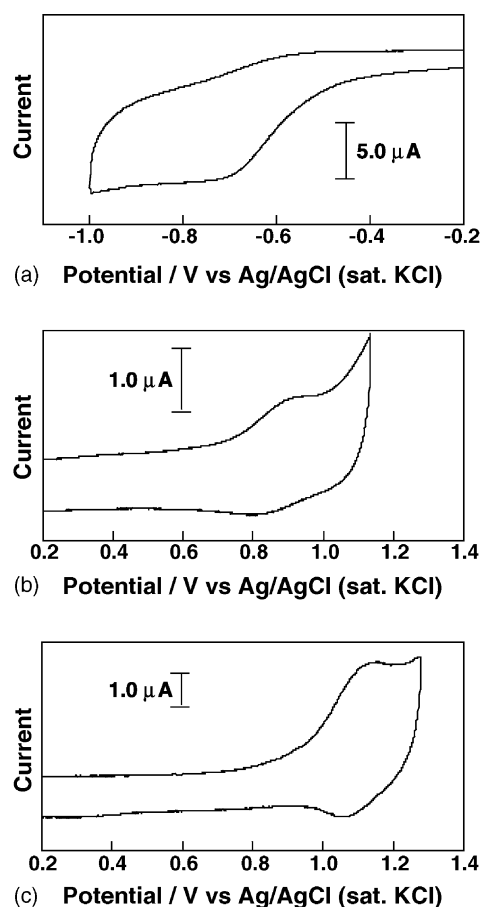 Current
5.0 μA
-1.0 -0.8 -0.6 -0.4 -0.2
(a) Potential / V vs Ag/AgCl (sat. KCl)
1.0 μA
Current
0.2 0.4 0.6 0.8 1.0 1.2 1.4
(b) Potential / V vs Ag/AgCl (sat. KCl)
1.0 μA
Current
0.2 0.4 0.6 0.8 1.0 1.2 1.4
(c) Potential / V vs Ag/AgCl (sat. KCl)